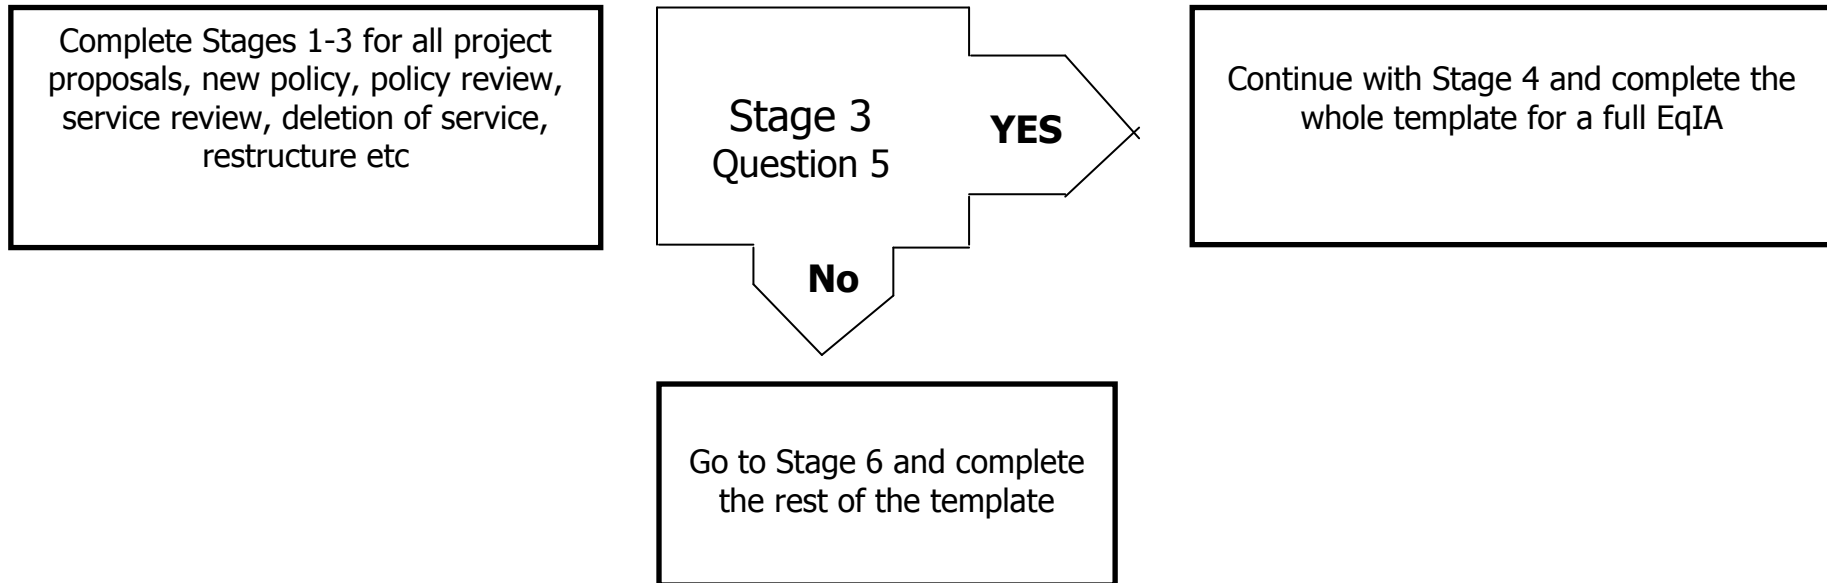 Complete Stages 1-3 for all project
proposals, new policy, policy review,
service review, deletion of service,
restructure etc
Stage 3
Question 5
YES
No
Continue with Stage 4 and complete the
whole template for a full EqIA
Go to Stage 6 and complete
the rest of the template